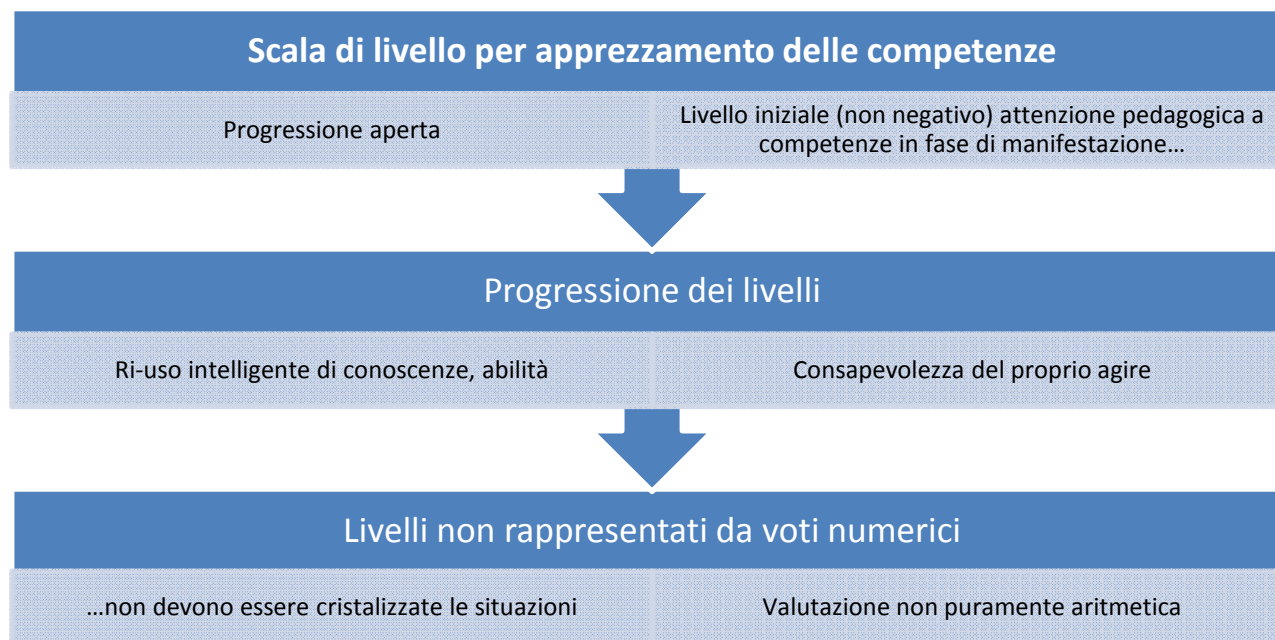 Scala di livello per apprezzamento delle competenze
Progressione aperta
Livello iniziale (non negativo) attenzione pedagogica a
competenze in fase di manifestazione…
Progressione dei livelli
Ri-uso intelligente di conoscenze, abilità
Consapevolezza del proprio agire
Livelli non rappresentati da voti numerici
…non devono essere cristalizzate le situazioni
Valutazione non puramente aritmetica